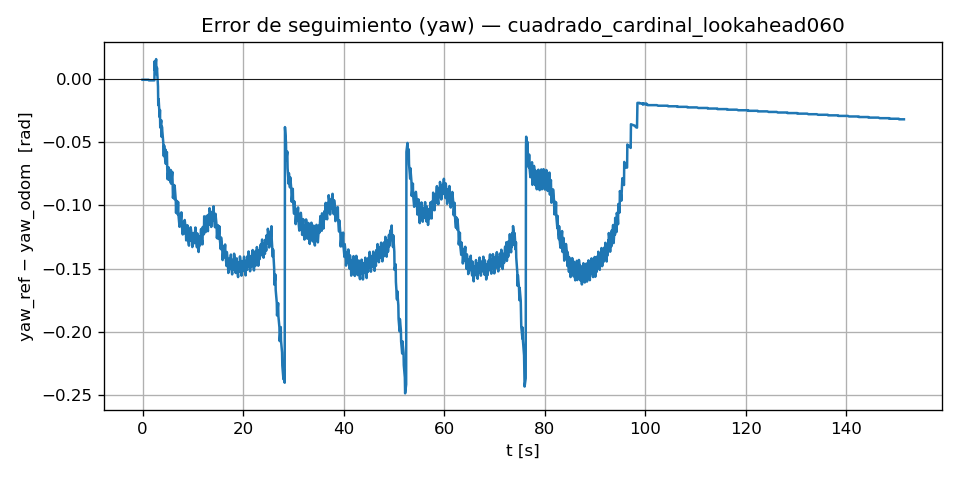 Error de seguimiento (yaw) — cuadrado_cardinal_lookahead060
yaw_ref − yaw_odom [rad]
0.00
−0.05
−0.10
−0.15
−0.20
−0.25
0 20 40 60 80 100 120 140
t [s]